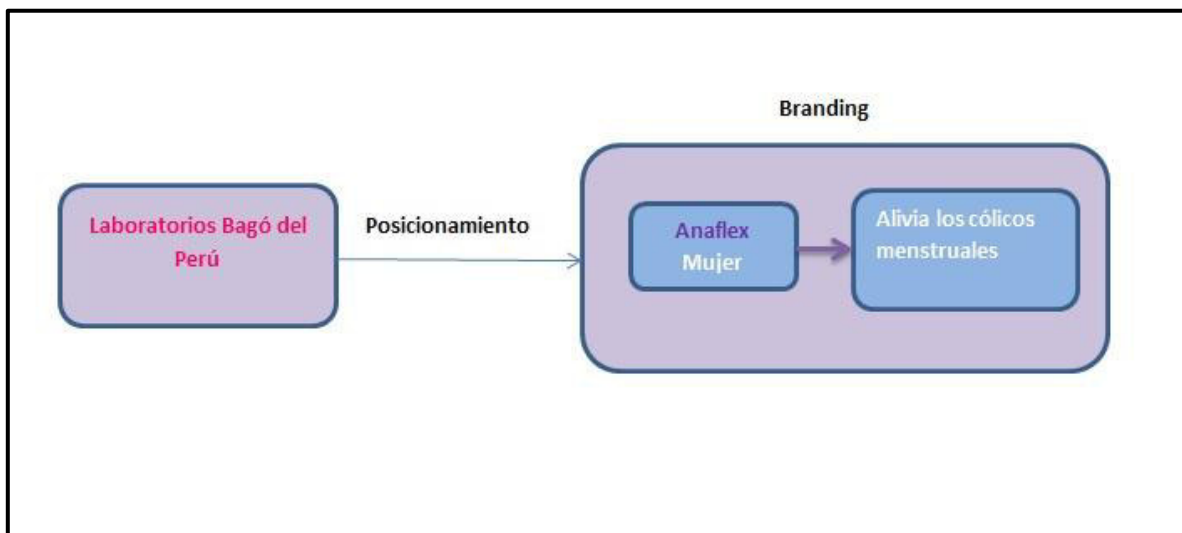 Branding
Laboratorios Bagó del
Perú
Posicionamiento
Anaflex
Mujer
Alivia los cólicos
menstruales